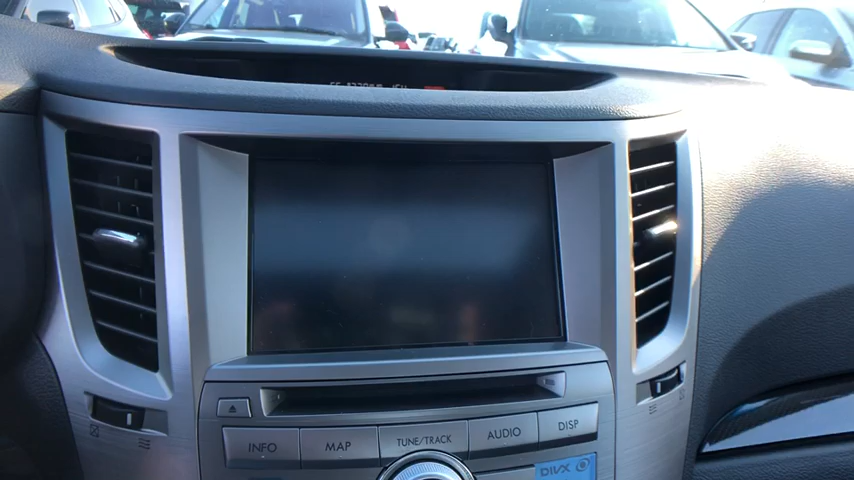 INFO
MAP
TUNE/TRACK
AUDIO
DISP
DIVX